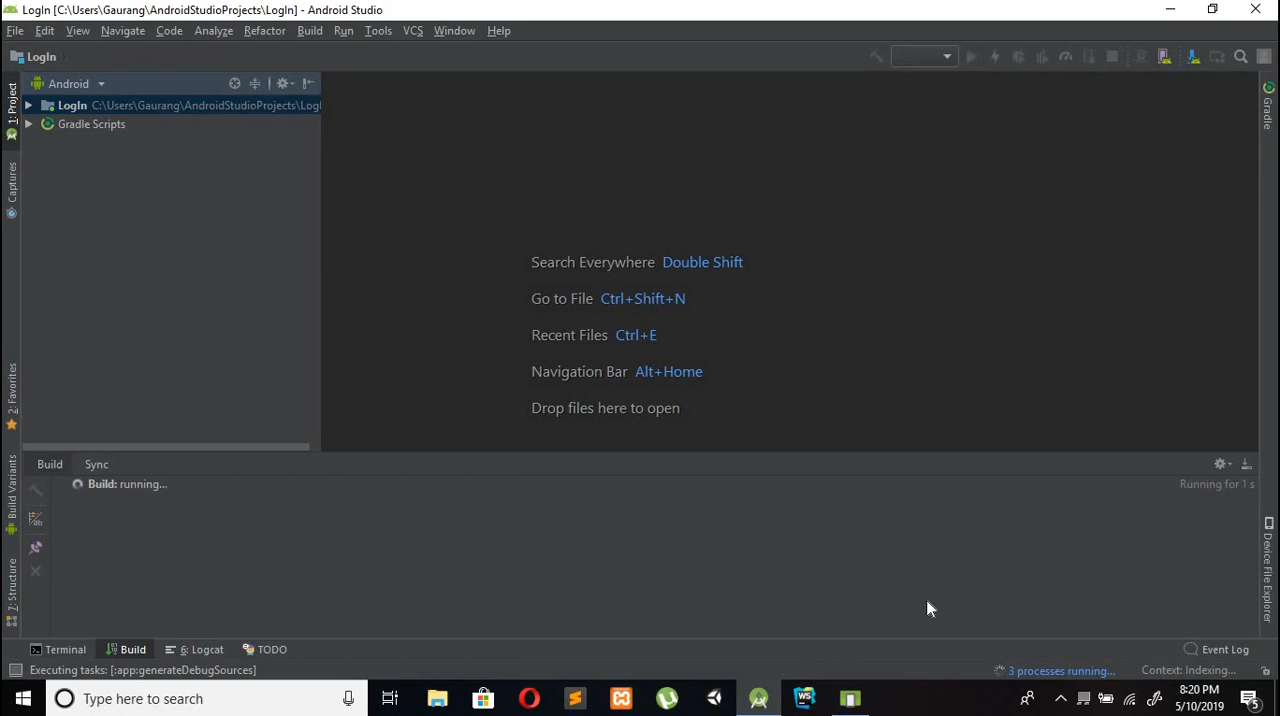 LogIn [C:\Users\Gaurang\AndroidStudioProjects\LogIn] - Android Studio
File Edit View Navigate Code Analyze Refactor Build Run Tools VCS Window Help
LogIn
Android
LogIn C:\Users\Gaurang\AndroidStudioProjects\LogI
Gradle Scripts
1: Project
Captures
2: Favorites
Build Variants
7: Structure
Gradle
Device File Explorer
Search Everywhere Double Shift
Go to File Ctrl+Shift+N
Recent Files Ctrl+E
Navigation Bar Alt+Home
Drop files here to open
Build Sync
Build: running... Running for 1 s
Terminal Build 6: Logcat TODO Event Log
Executing tasks: [:app:generateDebugSources] 3 processes running... Context: Indexing...
Type here to search
WS
8:20 PM
5/10/2019
5